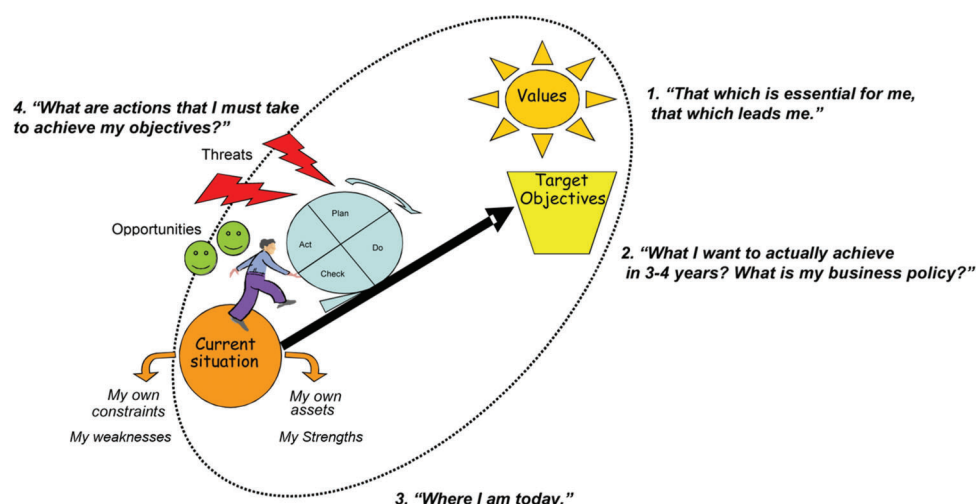 4. “What are actions that I must take
to achieve my objectives?”
Threats
Opportunities
Plan
Act
Do
Check
Values
1. “That which is essential for me,
that which leads me.”
Target
Objectives
2. “What I want to actually achieve
in 3-4 years? What is my business policy?”
Current
situation
My own
constraints
My weaknesses
My own
assets
My Strengths
3. “Where I am today.”